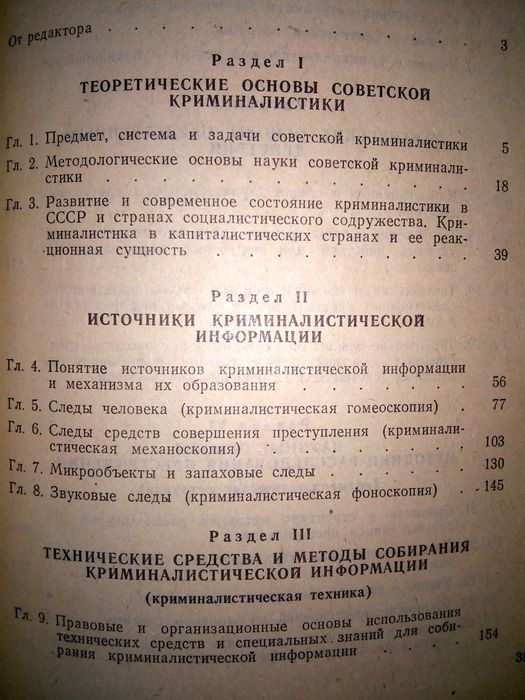 От редактора . . . . . . . . . . 3
Раздел I
ТЕОРЕТИЧЕСКИЕ ОСНОВЫ СОВЕТСКОЙ
КРИМИНАЛИСТИКИ
Гл. 1. Предмет, система и задачи советской криминалистики 5
Гл. 2. Методологические основы науки советской криминали-
стики . . . . . . . . . . . . 18
Гл. 3. Развитие и современное состояние криминалистики в
СССР и странах социалистического содружества. Кри-
миналистика в капиталистических странах и ее реак-
ционная сущность . . . . . . . . 39
Раздел II
ИСТОЧНИКИ КРИМИНАЛИСТИЧЕСКОЙ
ИНФОРМАЦИИ
Гл. 4. Понятие источников криминалистической информации
и механизма их образования . . . . . . 56
Гл. 5. Следы человека (криминалистическая гомеоскопия) . 77
Гл. 6. Следы средств совершения преступления (криминали-
стическая механоскопия) . . . . . . 103
Гл. 7. Микрообъекты и запаховые следы . . . . . 130
Гл. 8. Звуковые следы (криминалистическая фоноскопия) . . 145
Раздел III
ТЕХНИЧЕСКИЕ СРЕДСТВА И МЕТОДЫ СОБИРАНИЯ
КРИМИНАЛИСТИЧЕСКОЙ ИНФОРМАЦИИ
(криминалистическая техника)
Гл. 9. Правовые и организационные основы использования
технических средств и специальных знаний для соби-
рания криминалистической информации . . . . 154